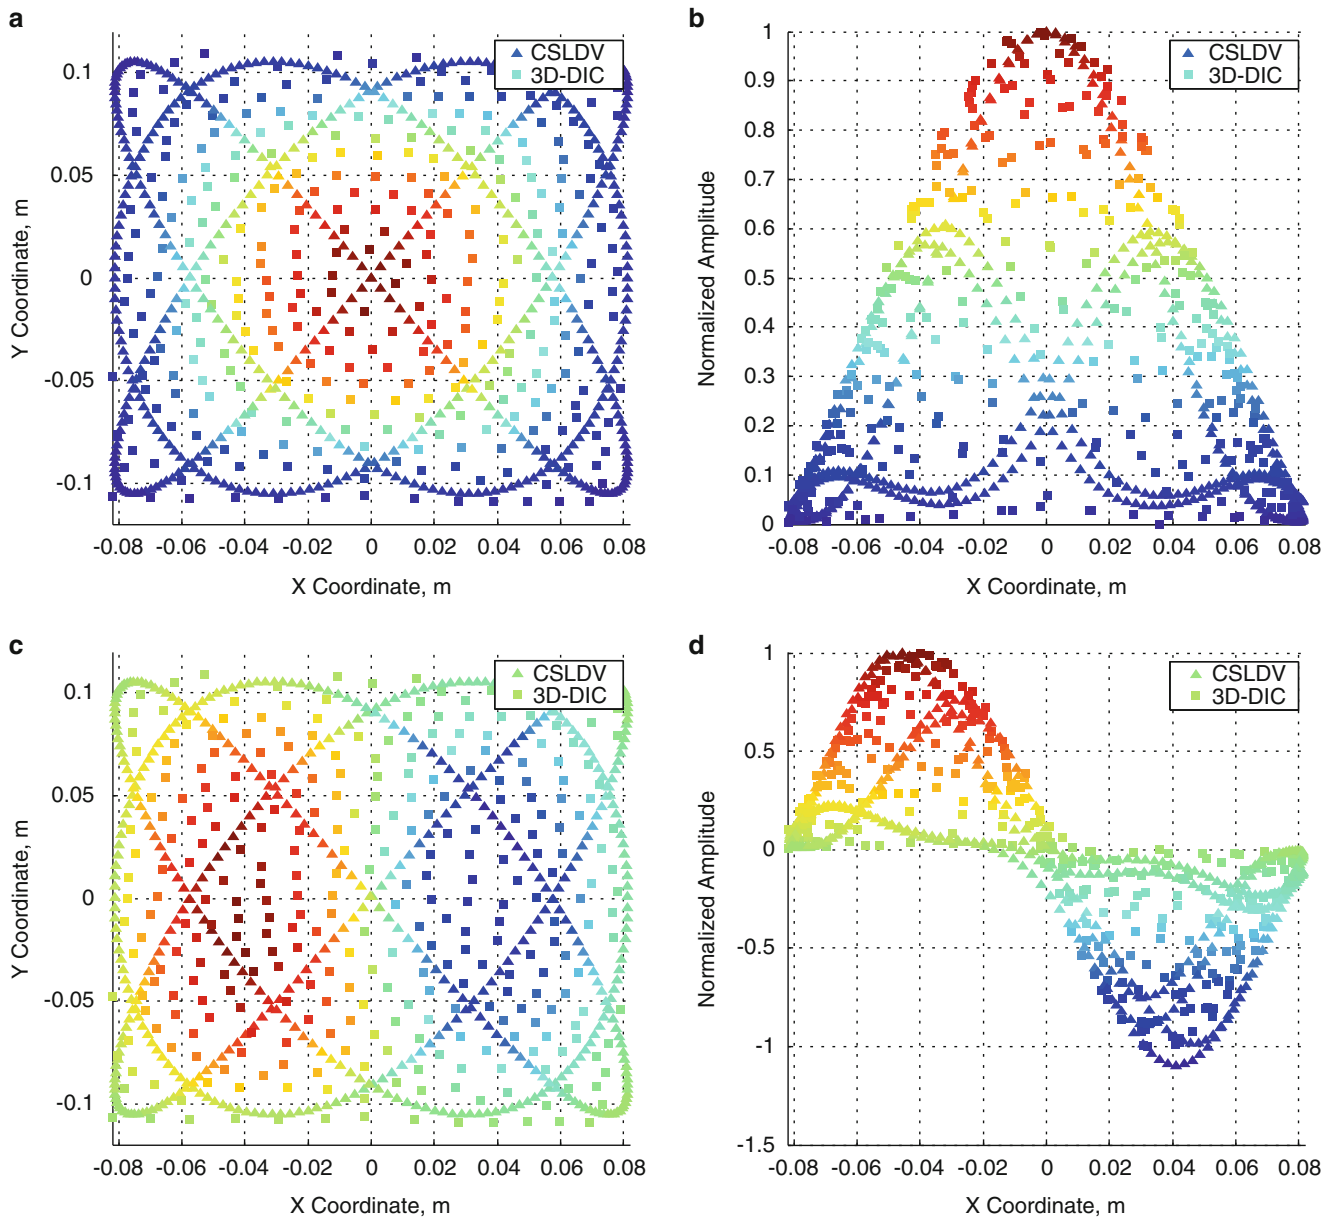 a
CSLDV
3D-DIC
0.1
0.05
0
-0.05
-0.1
Y Coordinate, m
-0.08 -0.06 -0.04 -0.02 0 0.02 0.04 0.06 0.08
X Coordinate, m
b
CSLDV
3D-DIC
1
0.9
0.8
0.7
0.6
0.5
0.4
0.3
0.2
0.1
0
Normalized Amplitude
-0.08 -0.06 -0.04 -0.02 0 0.02 0.04 0.06 0.08
X Coordinate, m
c
CSLDV
3D-DIC
0.1
0.05
0
-0.05
-0.1
Y Coordinate, m
-0.08 -0.06 -0.04 -0.02 0 0.02 0.04 0.06 0.08
X Coordinate, m
d
CSLDV
3D-DIC
1
0.5
0
-0.5
-1
-1.5
Normalized Amplitude
-0.08 -0.06 -0.04 -0.02 0 0.02 0.04 0.06 0.08
X Coordinate, m